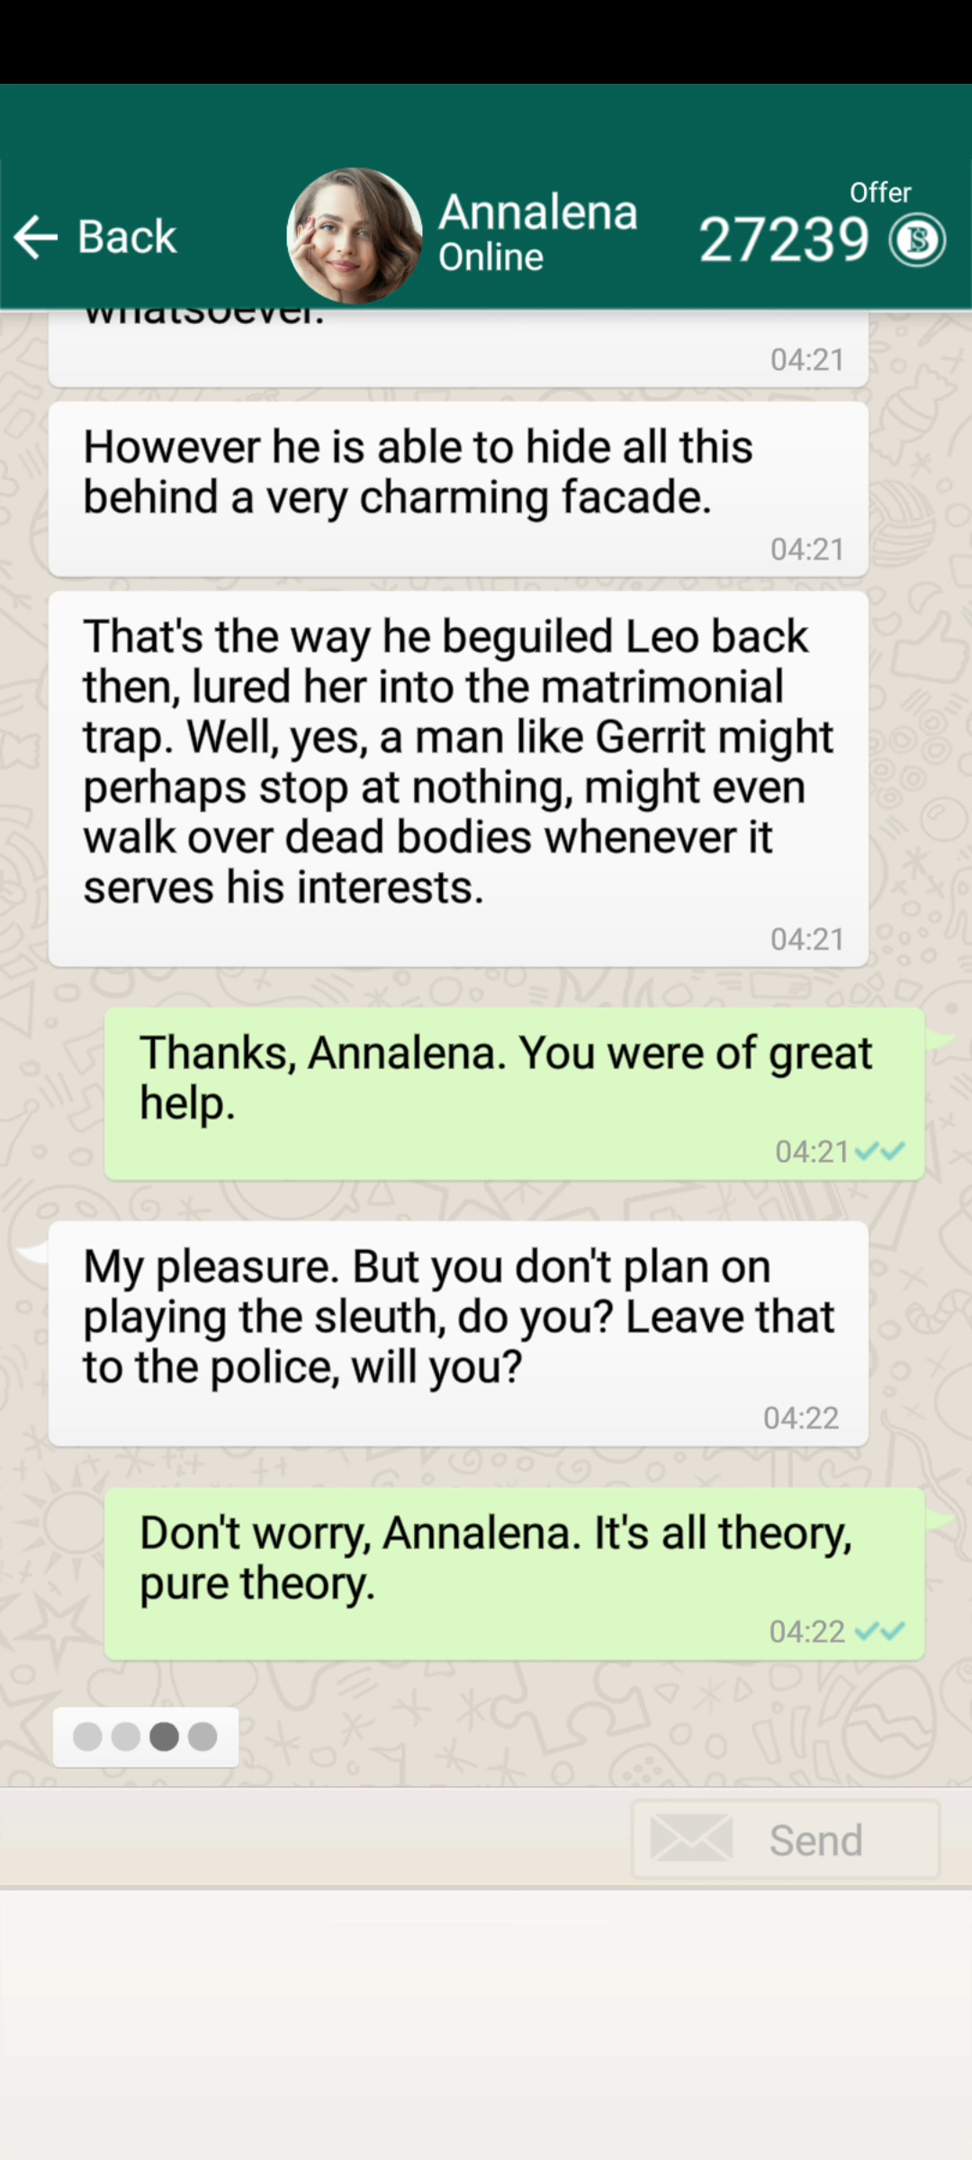 Offer
Back
Annalena
27239
Online
whatsoever.
04:21
However he is able to hide all this
behind a very charming facade.
04:21
That's the way he beguiled Leo back
then, lured her into the matrimonial
trap. Well, yes, a man like Gerrit might
perhaps stop at nothing, might even
walk over dead bodies whenever it
serves his interests.
04:21
Thanks, Annalena. You were of great
help.
04:21
My pleasure. But you don't plan on
playing the sleuth, do you? Leave that
to the police, will you?
04:22
Don't worry, Annalena. It's all theory,
pure theory.
04:22
Send